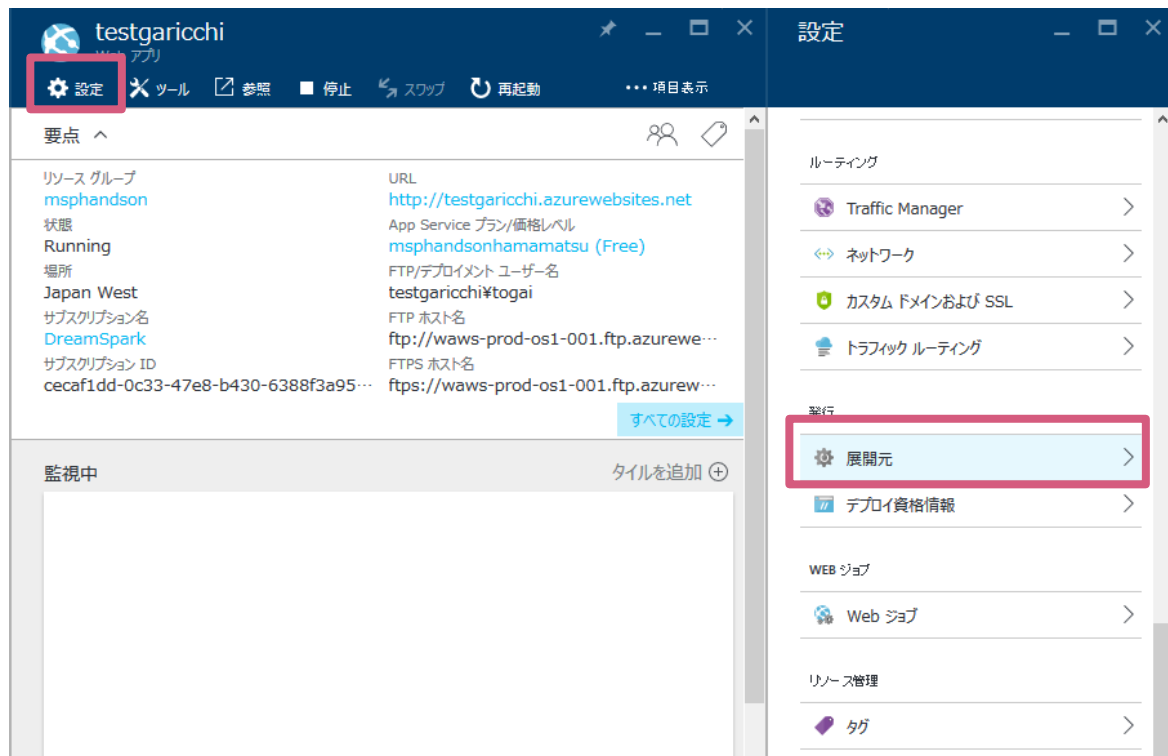 testgaricchi
Web アプリ
設定
ツール
参照
停止
スワップ
再起動
項目表示
要点
リソース グループ
msphandson
状態
Running
場所
Japan West
サブスクリプション名
DreamSpark
サブスクリプション ID
cecaf1dd-0c33-47e8-b430-6388f3a95…
URL
http://testgaricchi.azurewebsites.net
App Service プラン/価格レベル
msphandsonhamamatsu (Free)
FTP/デプロイメント ユーザー名
testgaricchi¥togai
FTP ホスト名
ftp://waws-prod-os1-001.ftp.azurewe…
FTPS ホスト名
ftps://waws-prod-os1-001.ftp.azurew…
すべての設定
監視中
タイルを追加
設定
ルーティング
Traffic Manager
ネットワーク
カスタム ドメインおよび SSL
トラフィック ルーティング
発行
展開元
デプロイ資格情報
WEB ジョブ
Web ジョブ
リソース管理
タグ